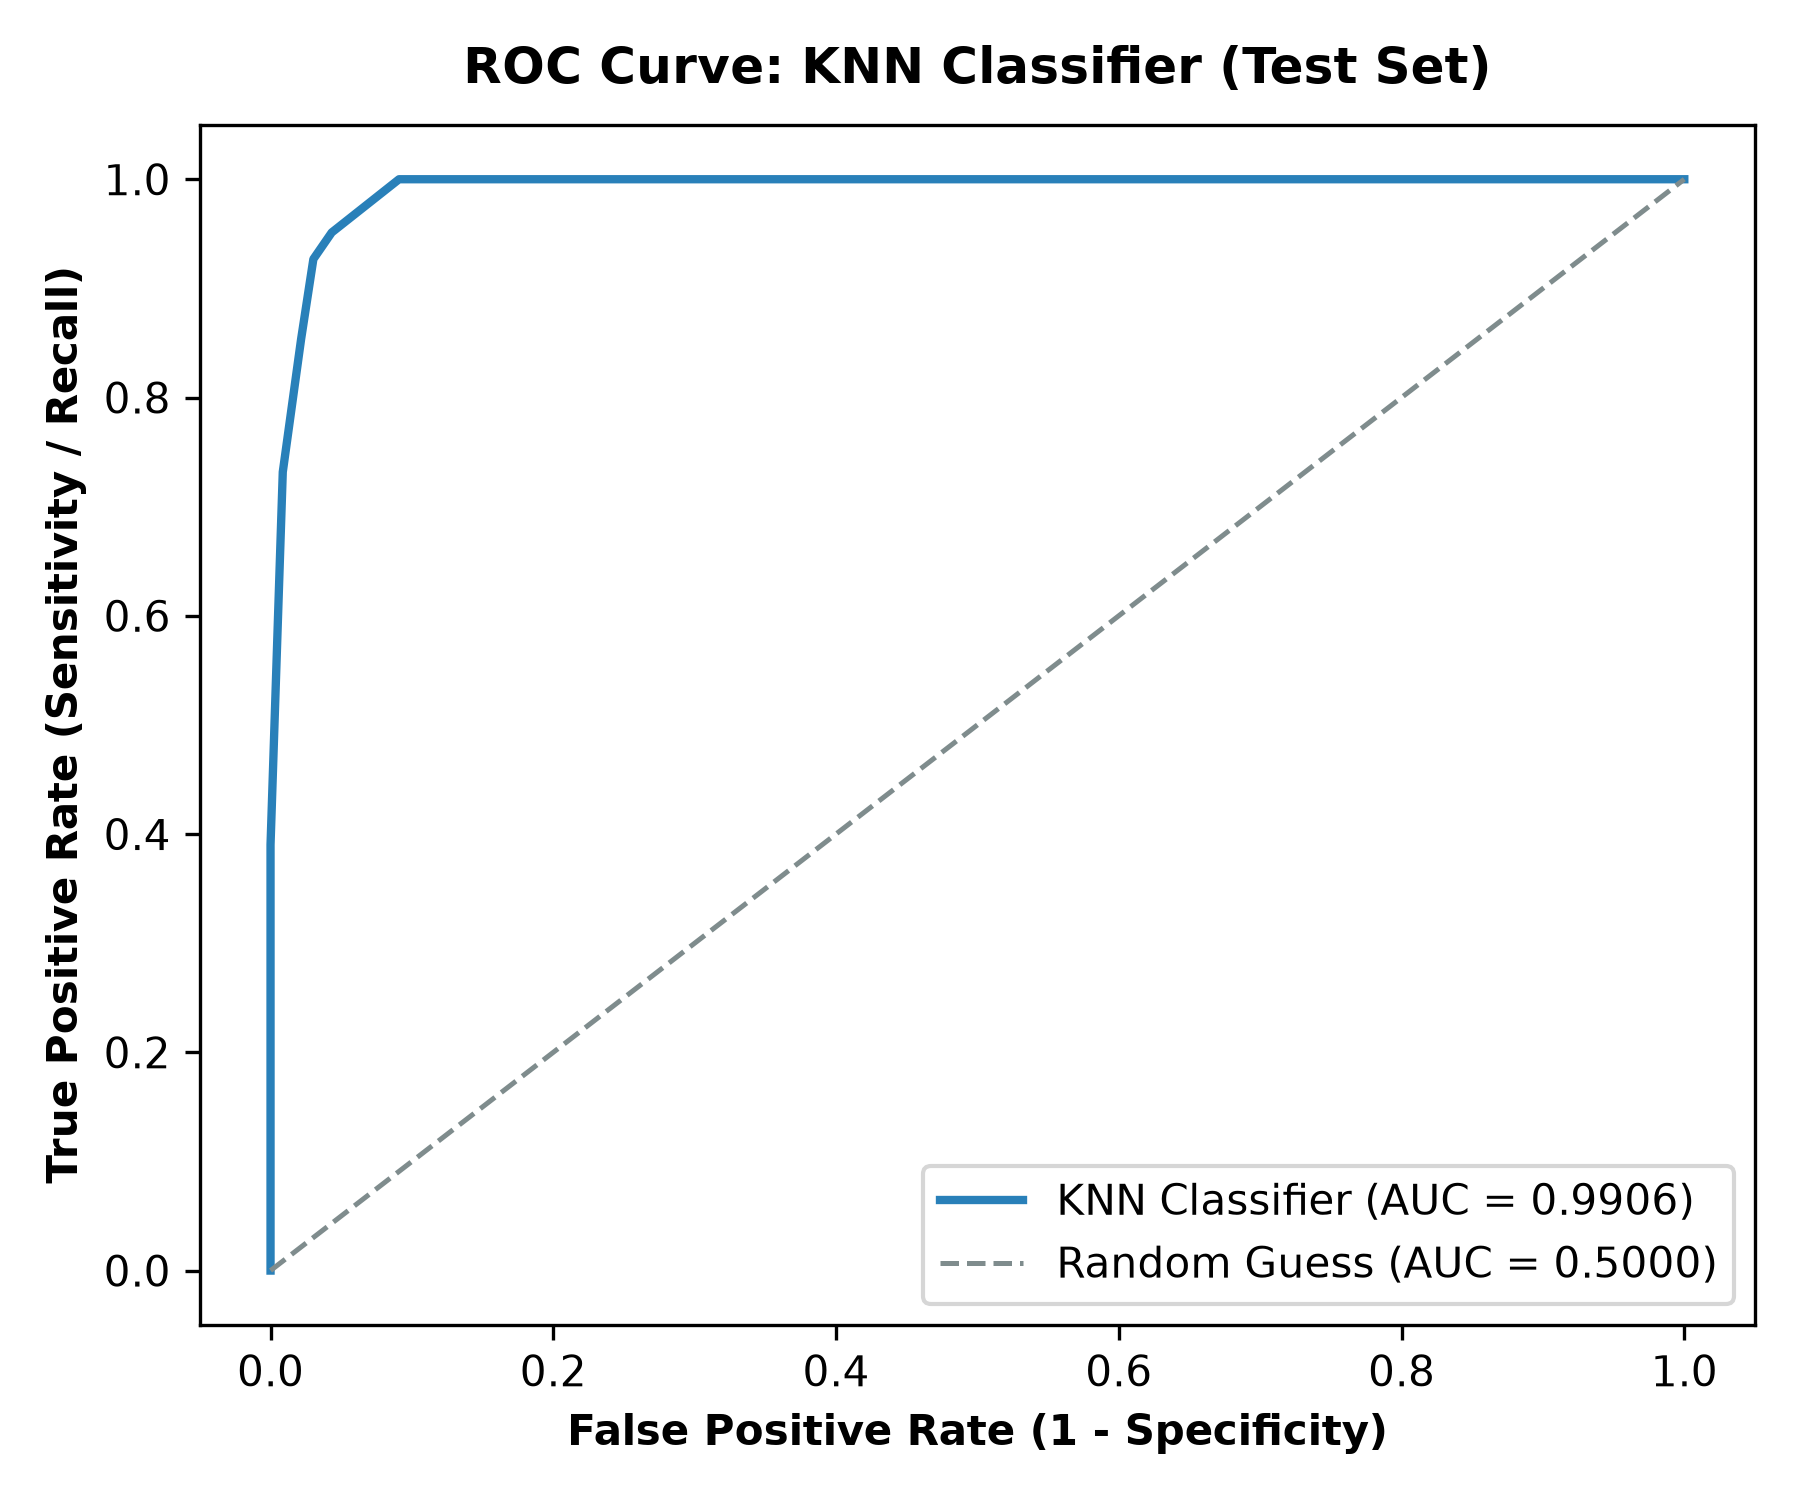 ROC Curve: KNN Classifier (Test Set)
True Positive Rate (Sensitivity / Recall)
1.0
0.8
0.6
0.4
0.2
0.0
KNN Classifier (AUC = 0.9906)
Random Guess (AUC = 0.5000)
0.0 0.2 0.4 0.6 0.8 1.0
False Positive Rate (1 - Specificity)